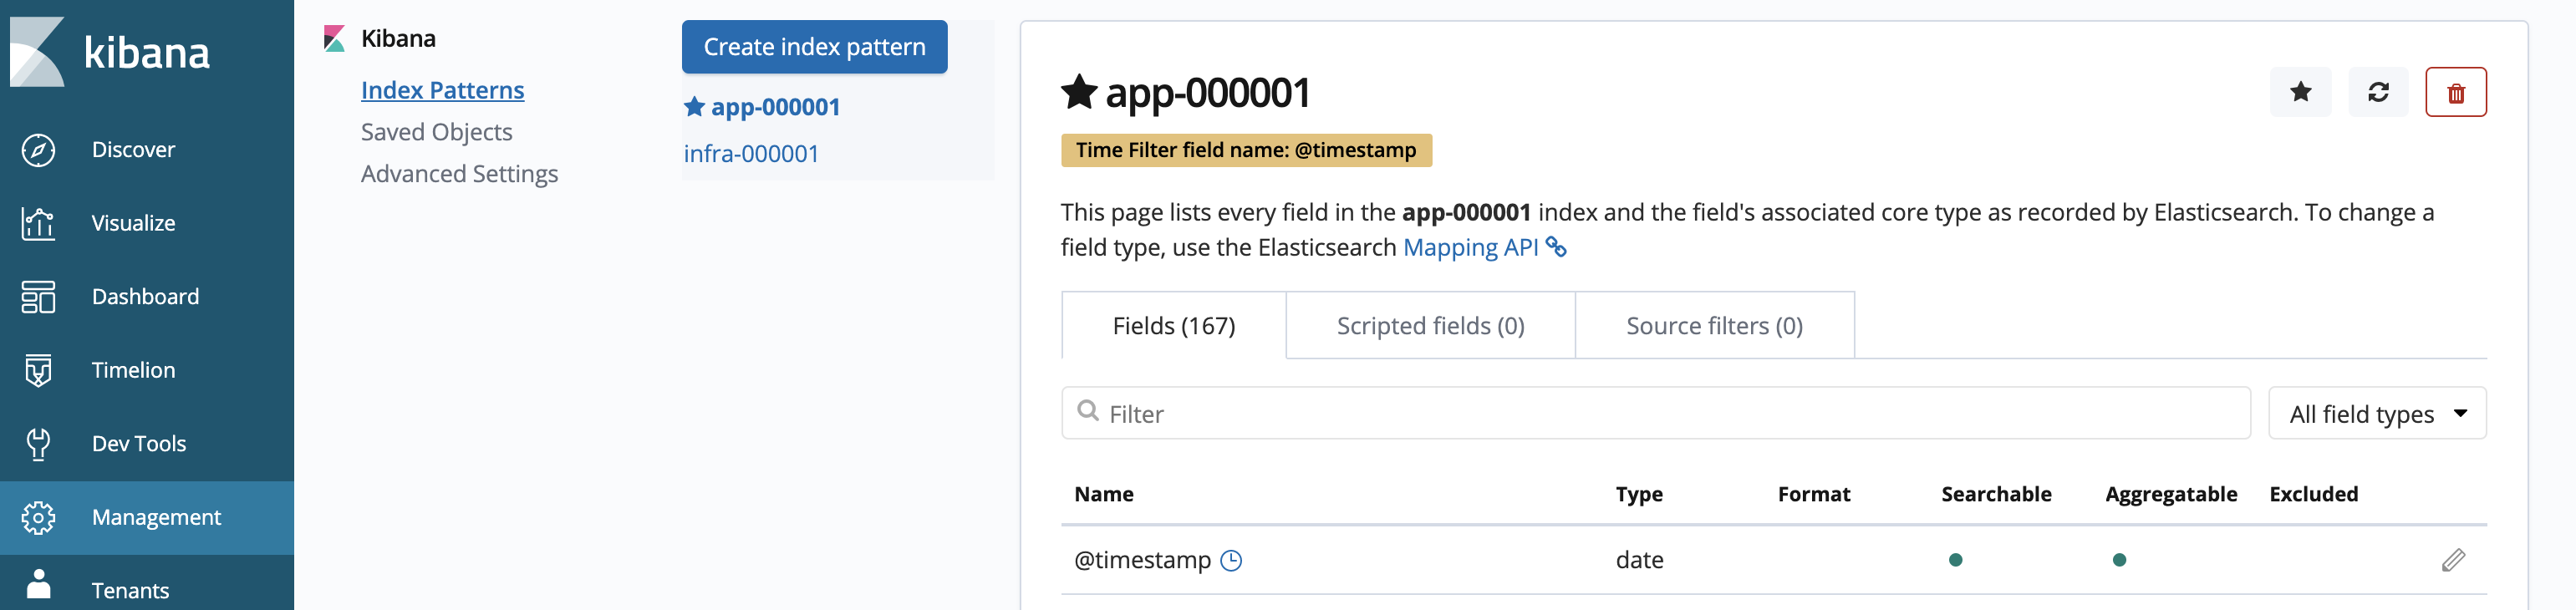 kibana
Discover
Visualize
Dashboard
Timelion
Dev Tools
Management
Tenants
Kibana
Index Patterns
Saved Objects
Advanced Settings
Create index pattern
app-000001
infra-000001
app-000001
Time Filter field name: @timestamp
This page lists every field in the app-000001 index and the field's associated core type as recorded by Elasticsearch. To change a
field type, use the Elasticsearch Mapping API
Fields (167) Scripted fields (0) Source filters (0)
Filter All field types
Name Type Format Searchable Aggregatable Excluded
@timestamp date